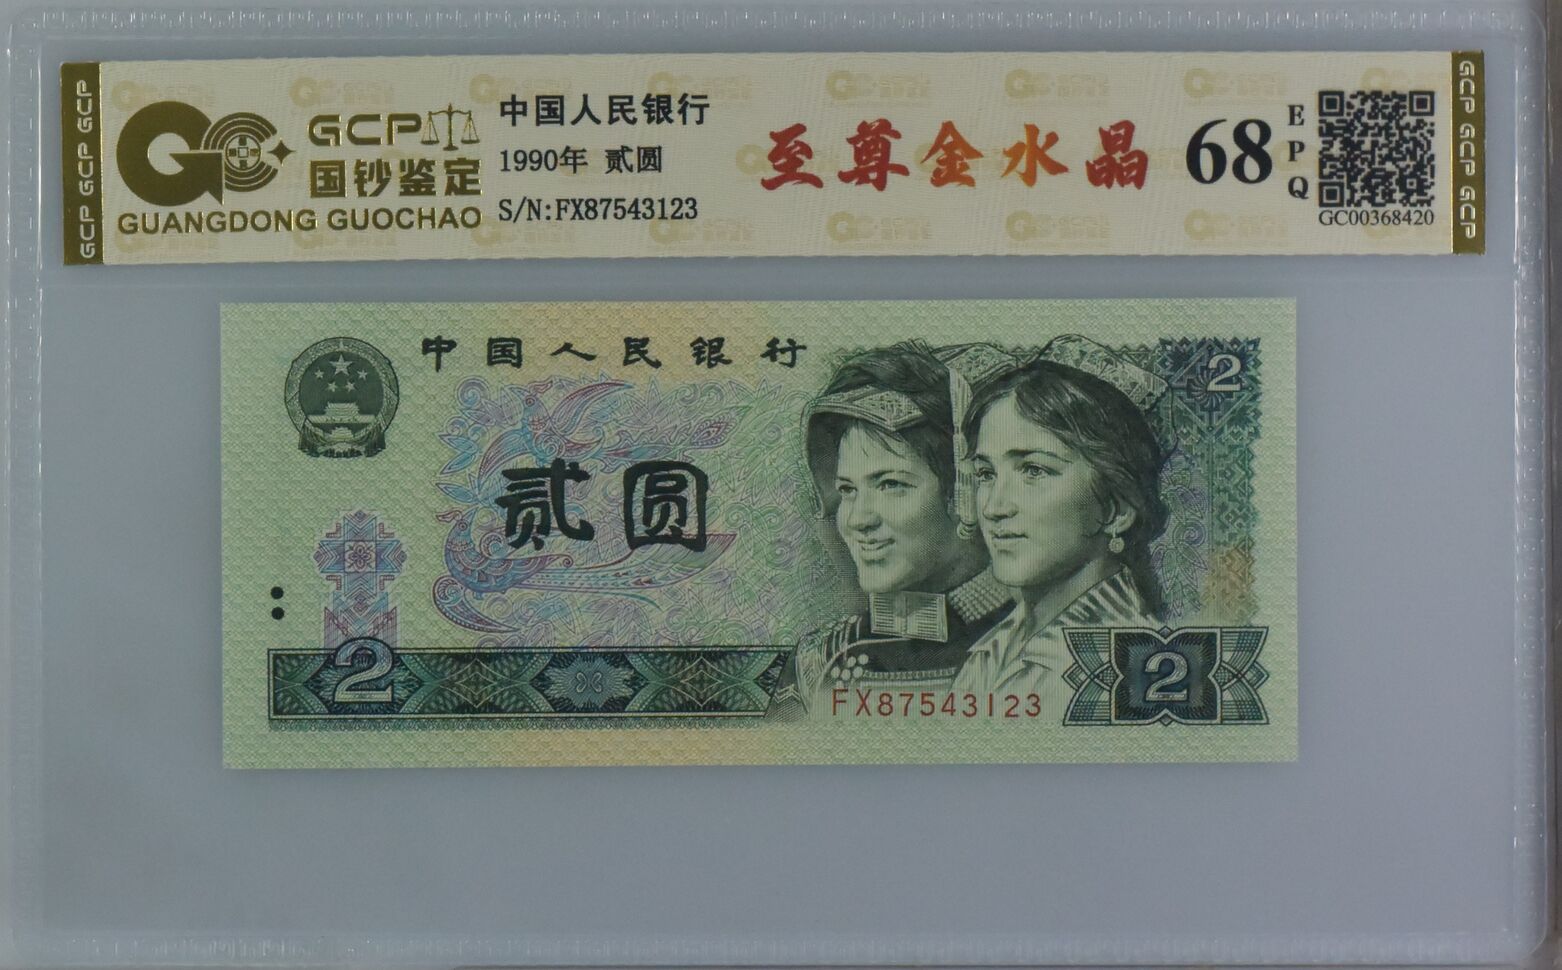 GCP GCP GCP
GCP
国钞鉴定
GUANGDONG GUOCHAO
中国人民银行
1990年 贰圆
S/N:FX87543123
至尊金水晶
68
EPQ
GC00368420
GCP GCP GCP
中国人民银行
2
贰圆
2
FX87543123
2